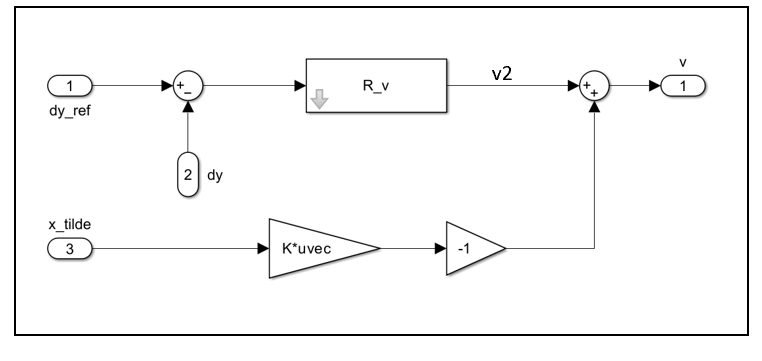 v
1
R_v
v2
1
dy_ref
2
dy
x_tilde
3
K*uvec
-1